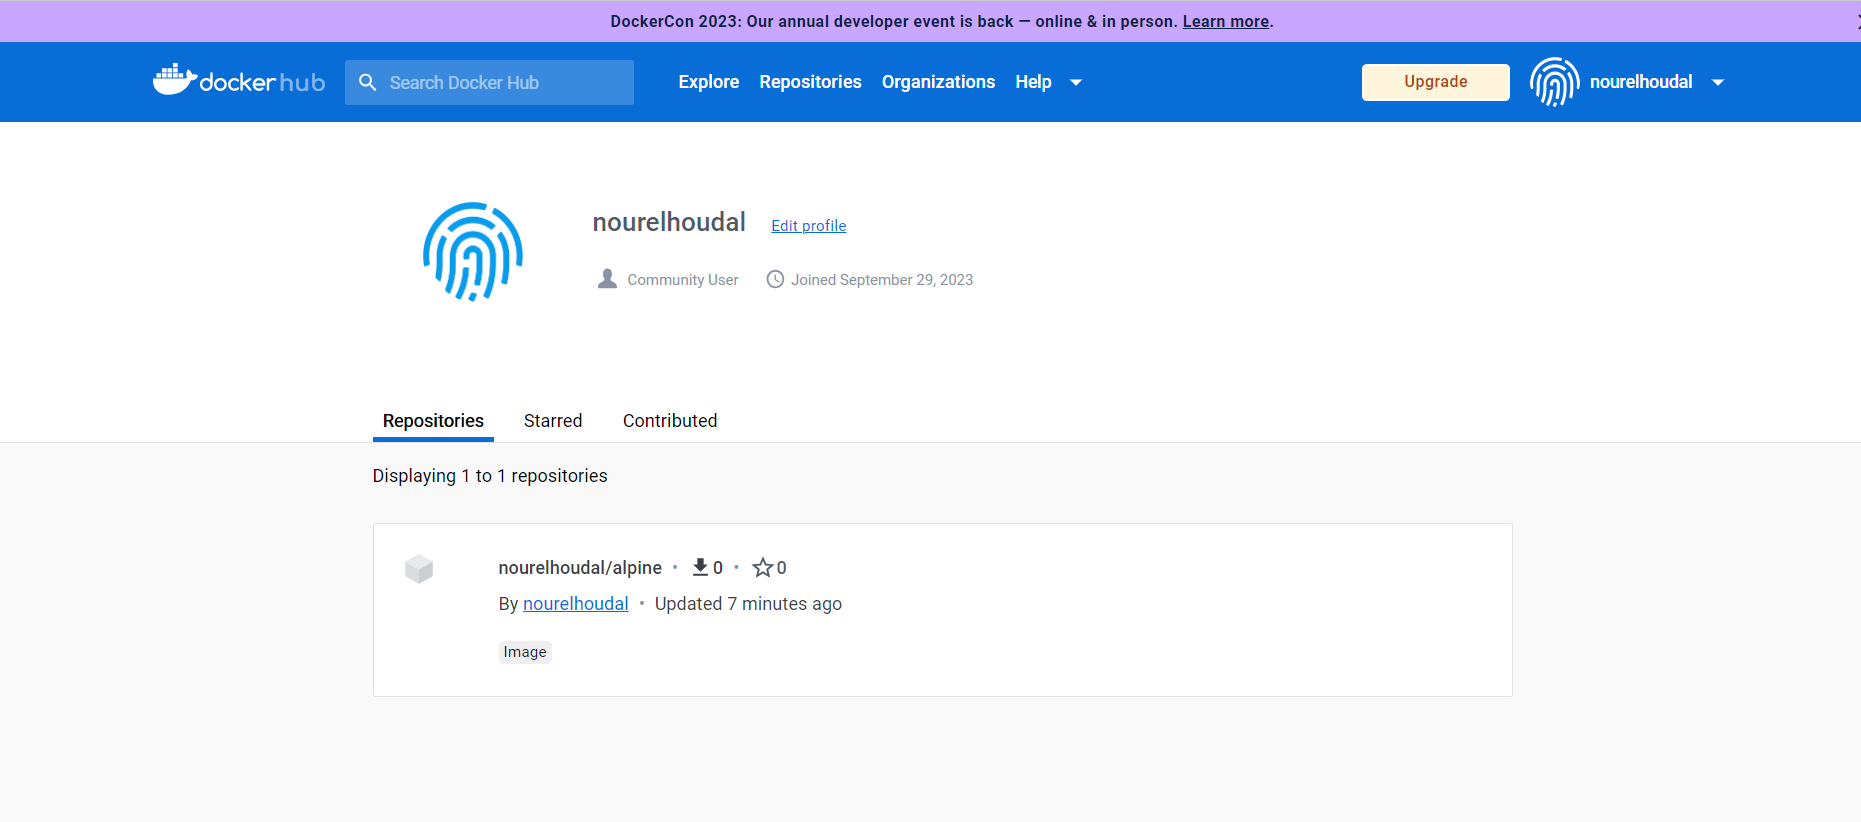 DockerCon 2023: Our annual developer event is back — online & in person. Learn more.
docker hub
Search Docker Hub
Explore Repositories Organizations Help
Upgrade
nourelhoudal
nourelhoudal Edit profile
Community User Joined September 29, 2023
Repositories Starred Contributed
Displaying 1 to 1 repositories
nourelhoudal/alpine • 0 • 0
By nourelhoudal • Updated 7 minutes ago
Image